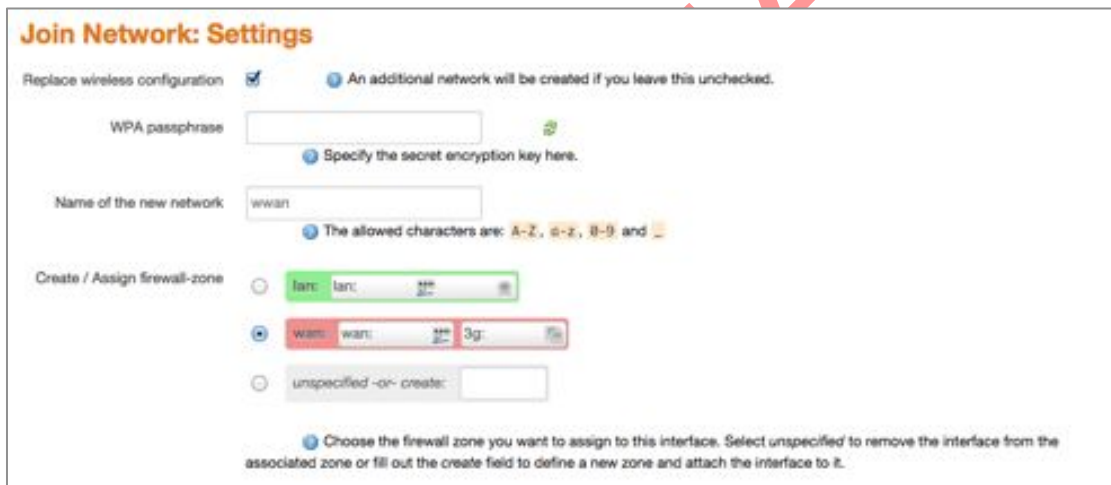 Join Network: Settings
Replace wireless configuration An additional network will be created if you leave this unchecked.
WPA passphrase
Specify the secret encryption key here.
Name of the new network wwan
The allowed characters are: A-Z, a-z, 0-9 and _
Create / Assign firewall-zone lan: lan:
wan: wan: 3g:
unspecified -or- create:
Choose the firewall zone you want to assign to this interface. Select unspecified to remove the interface from the
associated zone or fill out the create field to define a new zone and attach the interface to it.